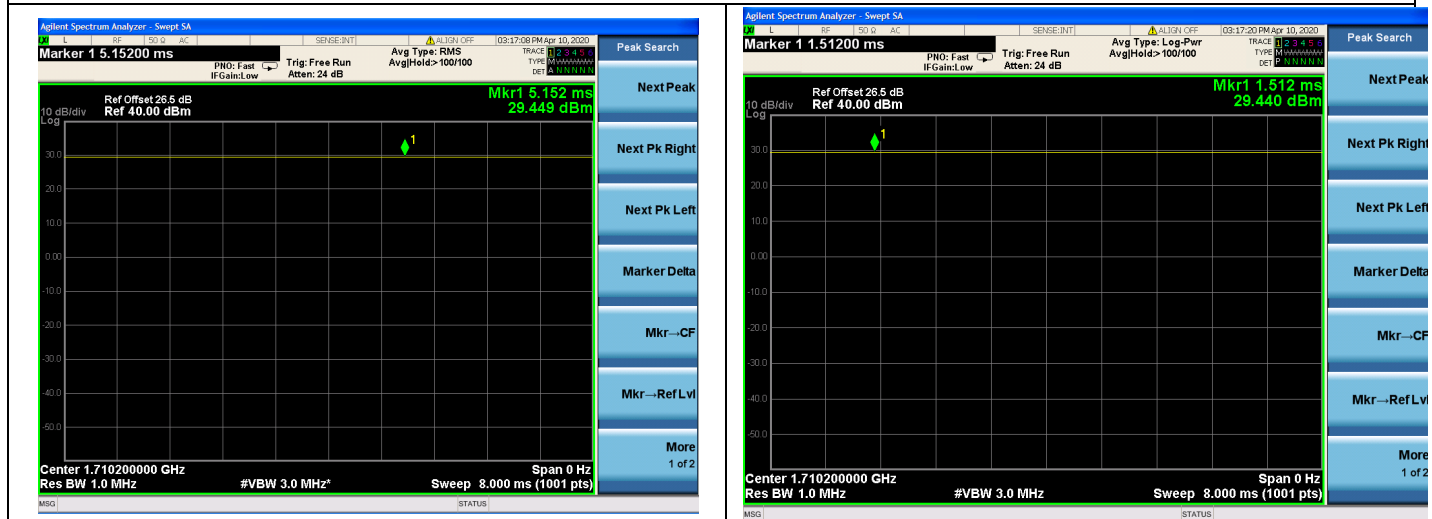 Agilent Spectrum Analyzer - Swept SA
L RF 50 Ω AC SENSE:INT ALIGN OFF 03:17:08 PM Apr 10, 2020
Marker 1 5.15200 ms
PNO: Fast
IFGain:Low
Trig: Free Run
Atten: 24 dB
Avg Type: RMS
Avg|Hold:>100/100
TRACE 1 2 3 4 5 6
TYPE M
DET A N N N N N
Peak Search
Mkr1 5.152 ms
29.449 dBm
Ref Offset 26.5 dB
10 dB/div Ref 40.00 dBm
Log
1
30.0
20.0
10.0
0.00
-10.0
-20.0
-30.0
-40.0
-50.0
Center 1.710200000 GHz Span 0 Hz
Res BW 1.0 MHz #VBW 3.0 MHz* Sweep 8.000 ms (1001 pts)
MSG STATUS
Next Peak
Next Pk Right
Next Pk Left
Marker Delta
Mkr→CF
Mkr→Ref Lvl
More
1 of 2
Agilent Spectrum Analyzer - Swept SA
L RF 50 Ω AC SENSE:INT ALIGN OFF 03:17:20 PM Apr 10, 2020
Marker 1 1.51200 ms
PNO: Fast
IFGain:Low
Trig: Free Run
Atten: 24 dB
Avg Type: Log-Pwr
Avg|Hold:>100/100
TRACE 1 2 3 4 5 6
TYPE M
DET P N N N N N
Peak Search
Mkr1 1.512 ms
29.440 dBm
Ref Offset 26.5 dB
10 dB/div Ref 40.00 dBm
Log
1
30.0
20.0
10.0
0.00
-10.0
-20.0
-30.0
-40.0
-50.0
Center 1.710200000 GHz Span 0 Hz
Res BW 1.0 MHz #VBW 3.0 MHz Sweep 8.000 ms (1001 pts)
MSG STATUS
Next Peak
Next Pk Right
Next Pk Left
Marker Delta
Mkr→CF
Mkr→Ref Lvl
More
1 of 2